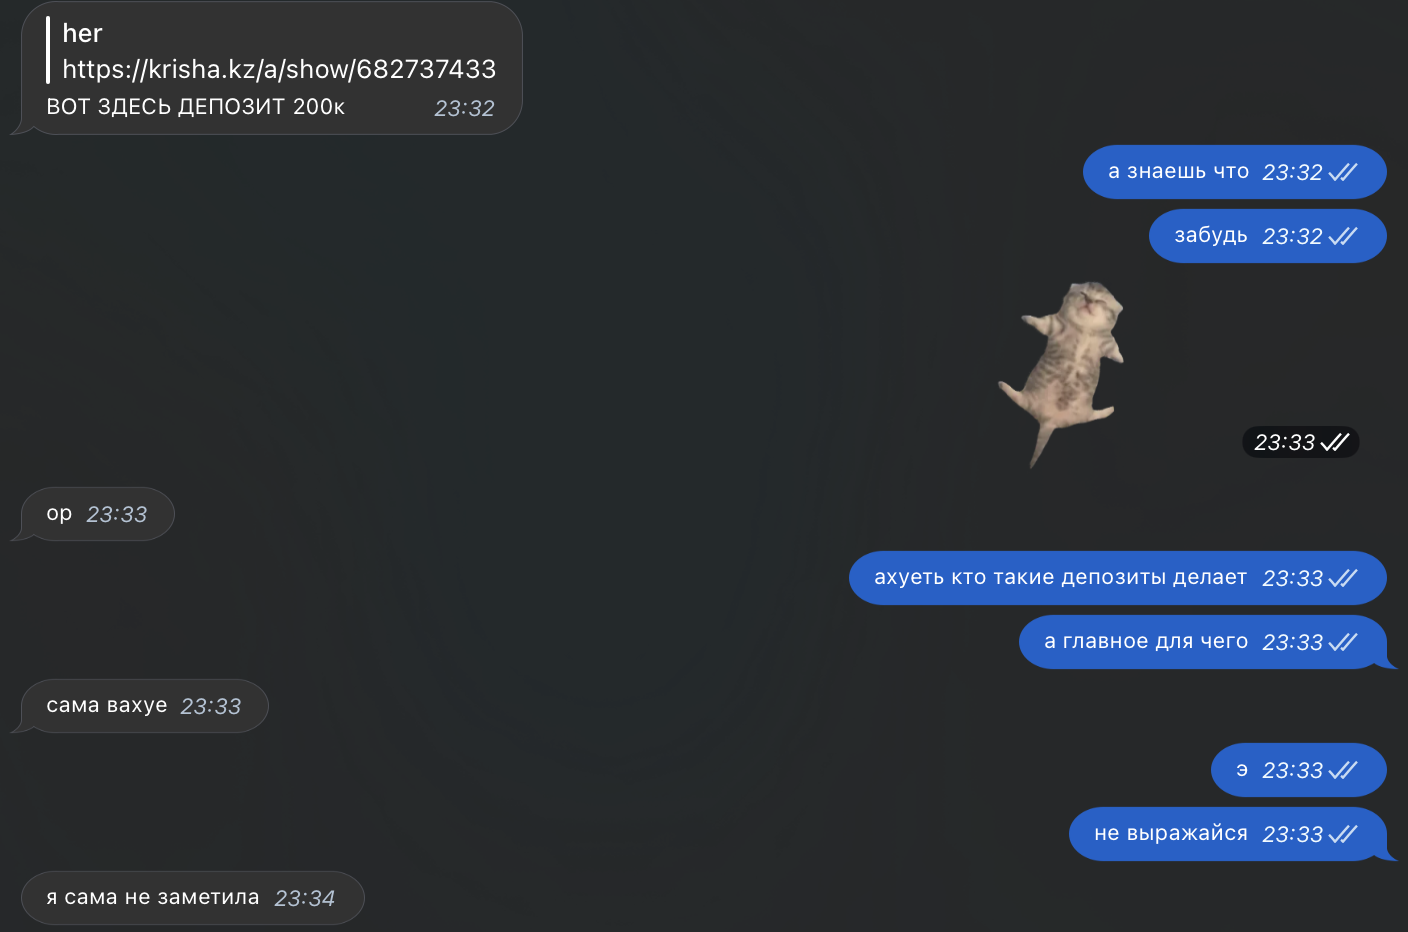 her
https://krisha.kz/a/show/682737433
ВОТ ЗДЕСЬ ДЕПОЗИТ 200к 23:32
а знаешь что 23:32
забудь 23:32
23:33
ор 23:33
ахуеть кто такие депозиты делает 23:33
а главное для чего 23:33
сама вахуе 23:33
э 23:33
не выражайся 23:33
я сама не заметила 23:34